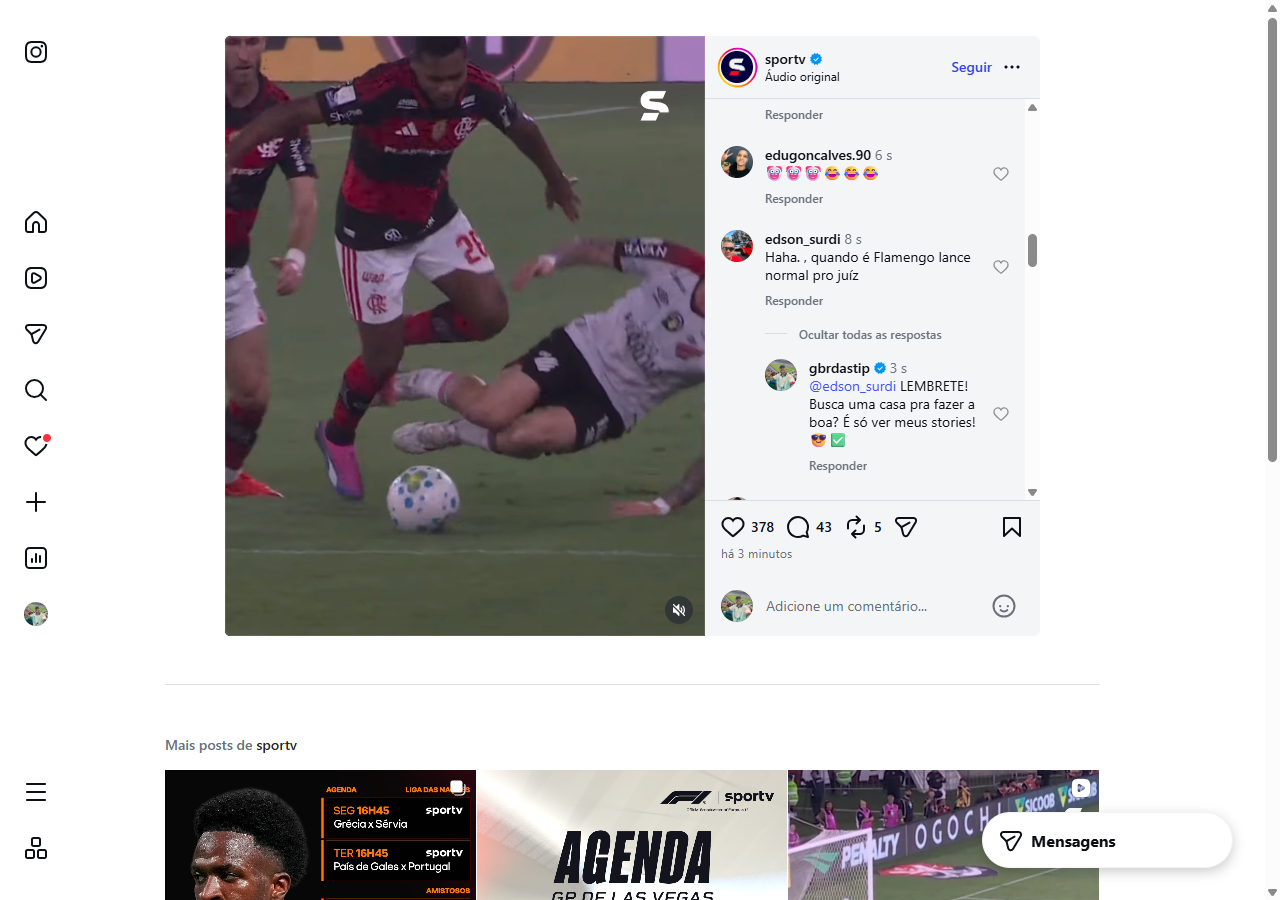 sportv
Áudio original
Seguir
Responder
edugoncalves.90 6 s
Responder
edson_surdi 8 s
Haha. , quando é Flamengo lance
normal pro juíz
Responder
Ocultar todas as respostas
gbrdastip 3 s
@edson_surdi LEMBRETE!
Busca uma casa pra fazer a
boa? É só ver meus stories!
Responder
378 43 5
há 3 minutos
Adicione um comentário...
HAVAN
Mais posts de sportv
AGENDA
LIGA DAS
SEG 16H45
sportv
Grécia x Sérvia
TER 16H45
sportv
País de Gales x Portugal
AMISTOSOS
F1 sportv
AGENDA
GP DE LAS VEGAS
PENALTY
OGOCH
SICOOB
Mensagens